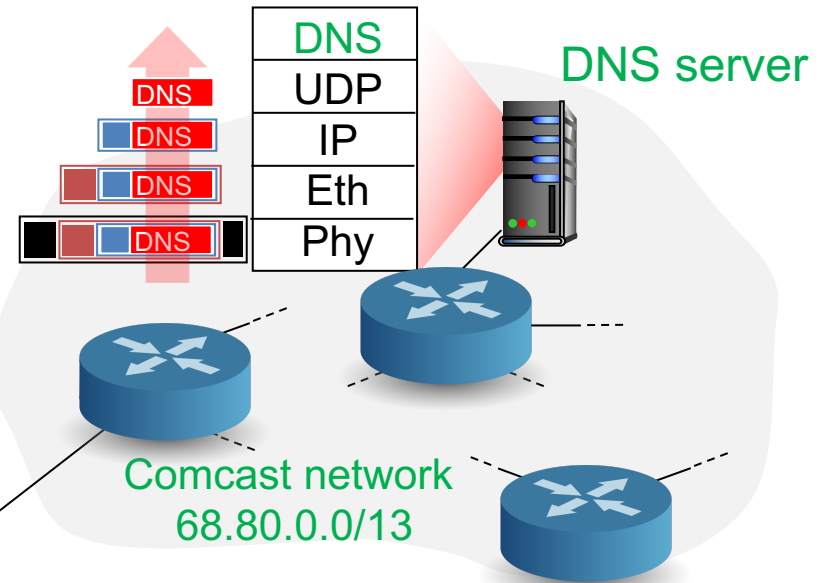 DNS
DNS server
DNS
UDP
DNS
IP
DNS
Eth
DNS
Phy
Comcast network
68.80.0.0/13